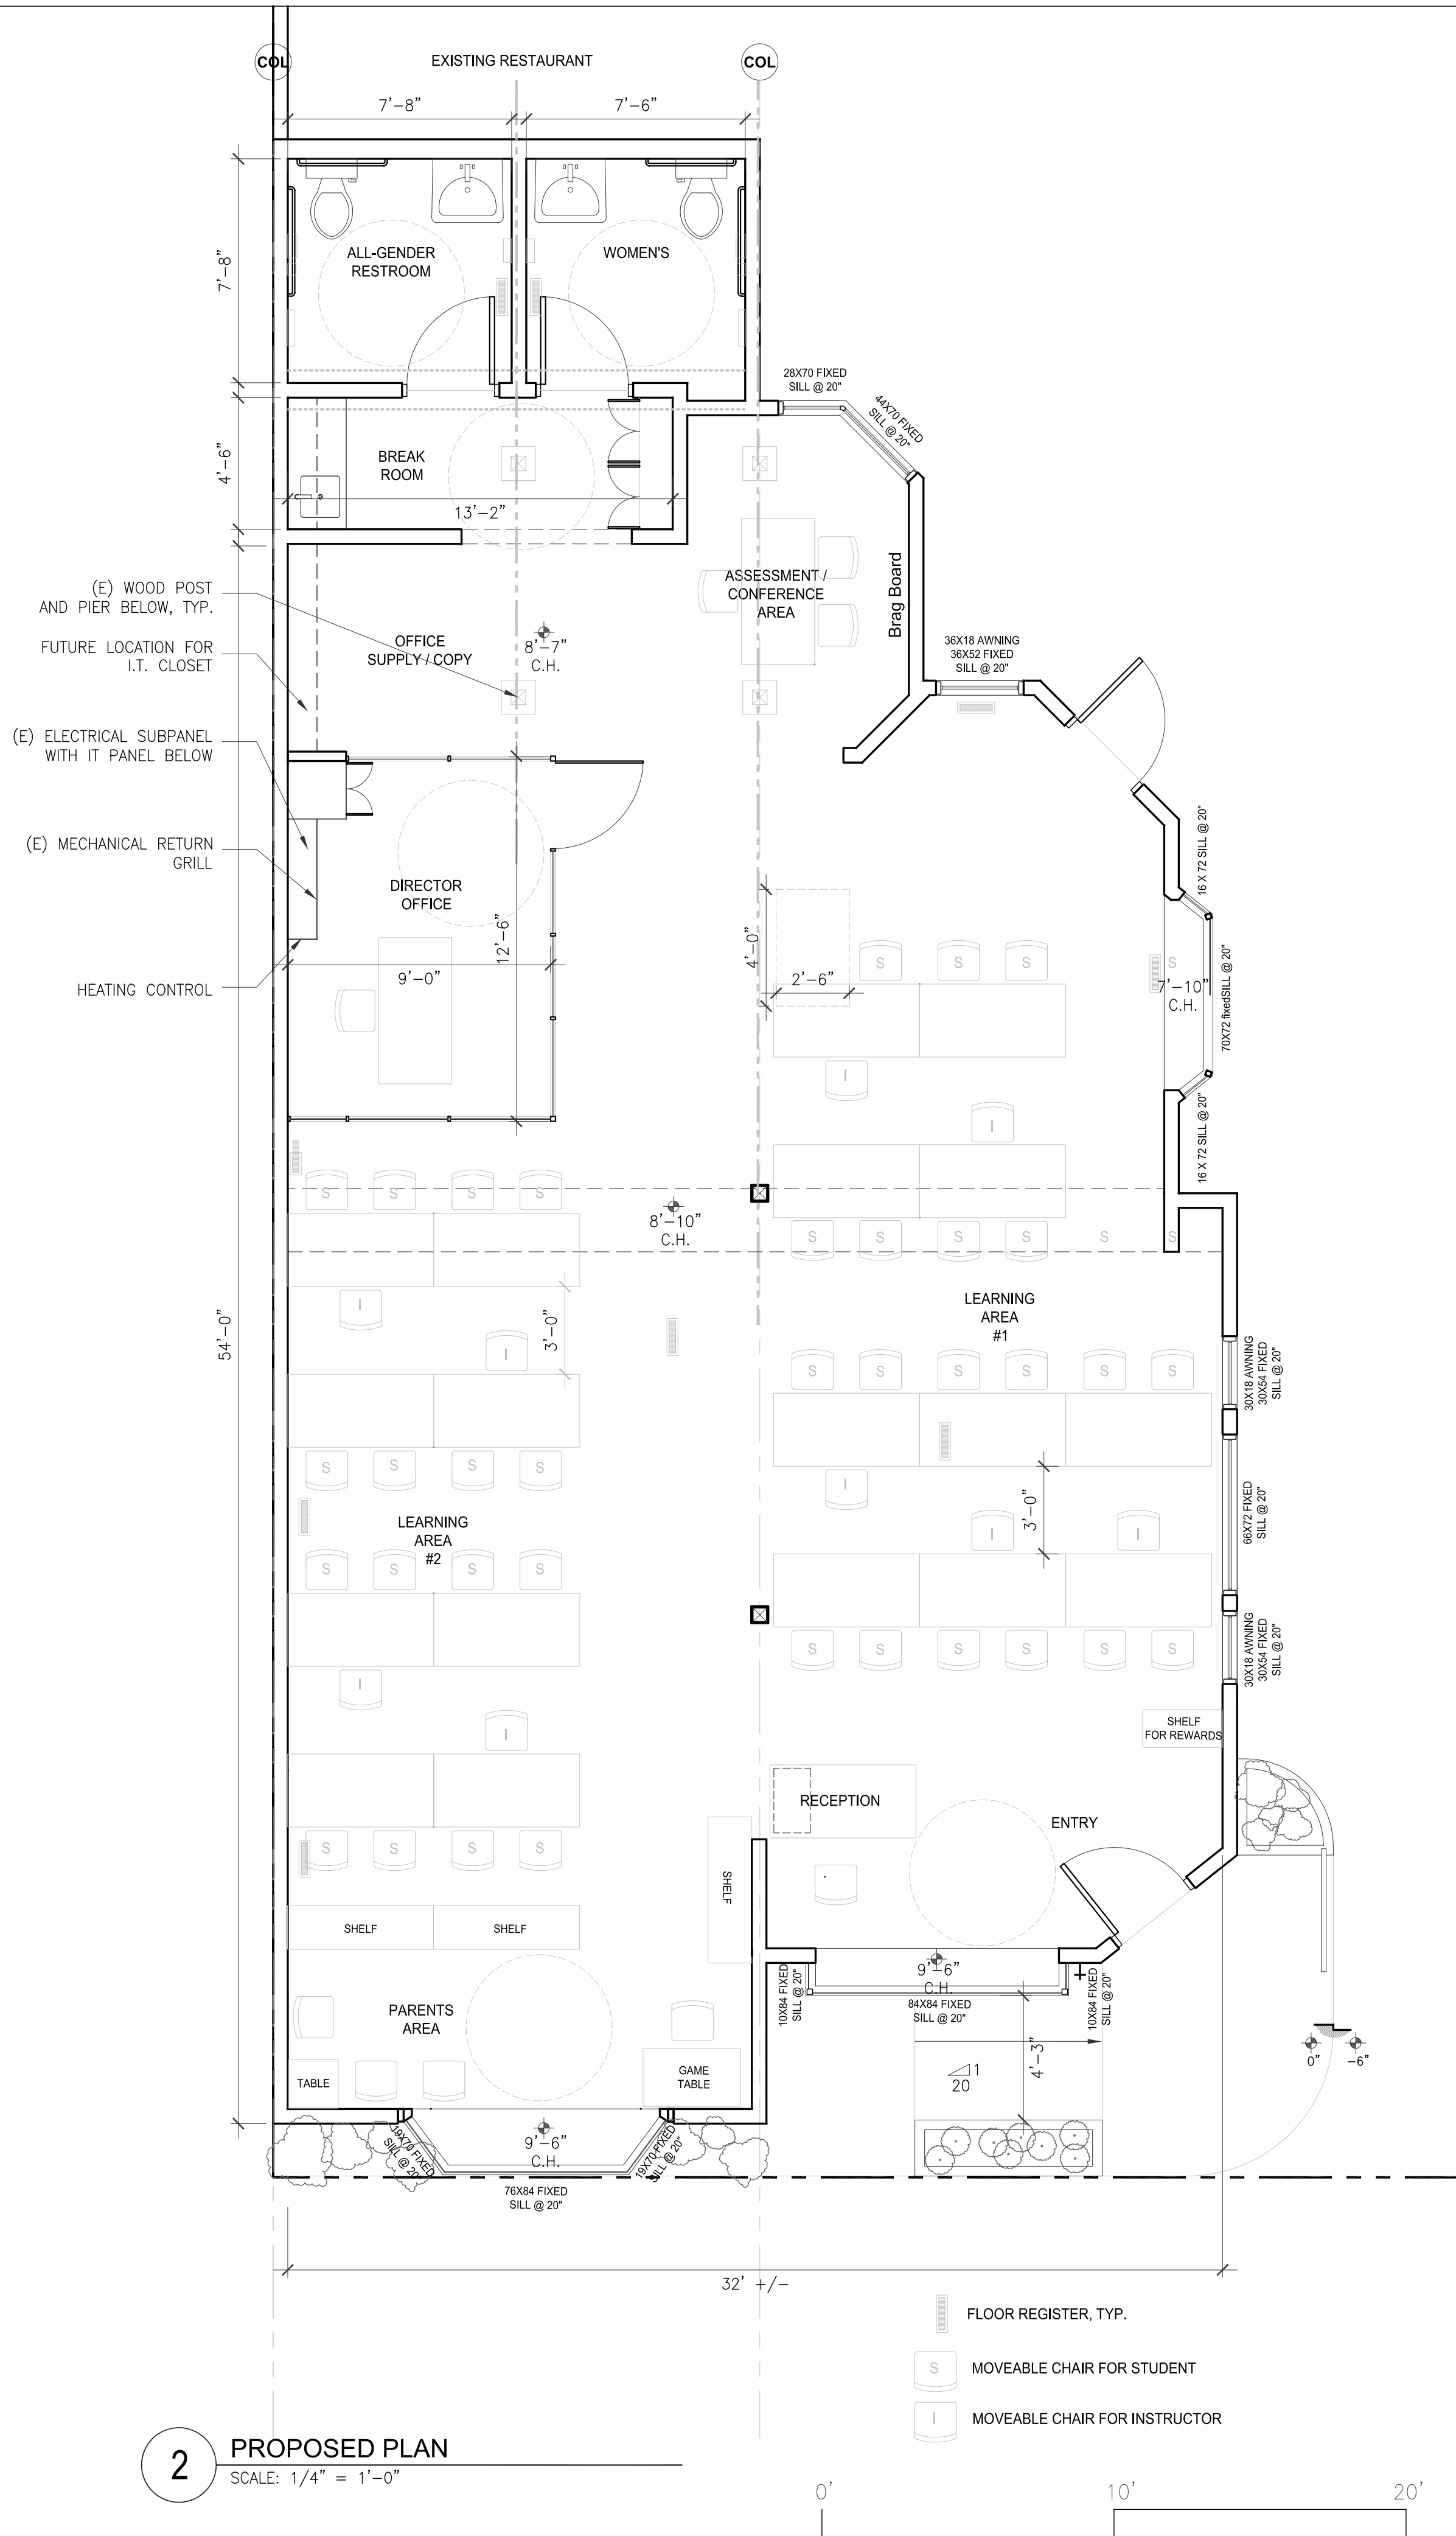 COL
EXISTING RESTAURANT
COL
7'-8"
7'-6"
7'-8"
ALL-GENDER
RESTROOM
WOMEN'S
28X70 FIXED
SILL @ 20"
44X70 FIXED
SILL @ 20"
4'-6"
BREAK
ROOM
13'-2"
(E) WOOD POST
AND PIER BELOW, TYP.
FUTURE LOCATION FOR
I.T. CLOSET
(E) ELECTRICAL SUBPANEL
WITH IT PANEL BELOW
(E) MECHANICAL RETURN
GRILL
HEATING CONTROL
OFFICE
SUPPLY / COPY
8'-7"
C.H.
ASSESSMENT /
CONFERENCE
AREA
Brag Board
36X18 AWNING
36X52 FIXED
SILL @ 20"
DIRECTOR
OFFICE
12'-6"
9'-0"
4'-0"
2'-6"
16 X 72 SILL @ 20"
70X72 fixedSILL @ 20"
16 X 72 SILL @ 20"
S
S
S
S
7'-10"
C.H.
I
I
S
S
S
S
8'-10"
C.H.
S
S
S
S
S
S
54'-0"
I
I
3'-0"
LEARNING
AREA
#1
30X18 AWNING
30X54 FIXED
SILL @ 20"
S
S
S
S
S
S
S
S
S
S
I
I
I
3'-0"
66X72 FIXED
SILL @ 20"
LEARNING
AREA
#2
S
S
S
S
30X18 AWNING
30X54 FIXED
SILL @ 20"
S
S
S
S
S
S
I
I
SHELF
FOR REWARDS
RECEPTION
ENTRY
S
S
S
S
SHELF
SHELF
SHELF
9'-6"
C.H.
10X84 FIXED
SILL @ 20"
84X84 FIXED
SILL @ 20"
10X84 FIXED
SILL @ 20"
PARENTS
AREA
TABLE
GAME
TABLE
4'-3"
1
20
0"
-6"
19X70 FIXED
SILL @ 20"
9'-6"
C.H.
19X70 FIXED
SILL @ 20"
76X84 FIXED
SILL @ 20"
32' +/-
FLOOR REGISTER, TYP.
S
MOVEABLE CHAIR FOR STUDENT
I
MOVEABLE CHAIR FOR INSTRUCTOR
2
PROPOSED PLAN
SCALE: 1/4" = 1'-0"
0'
10'
20'